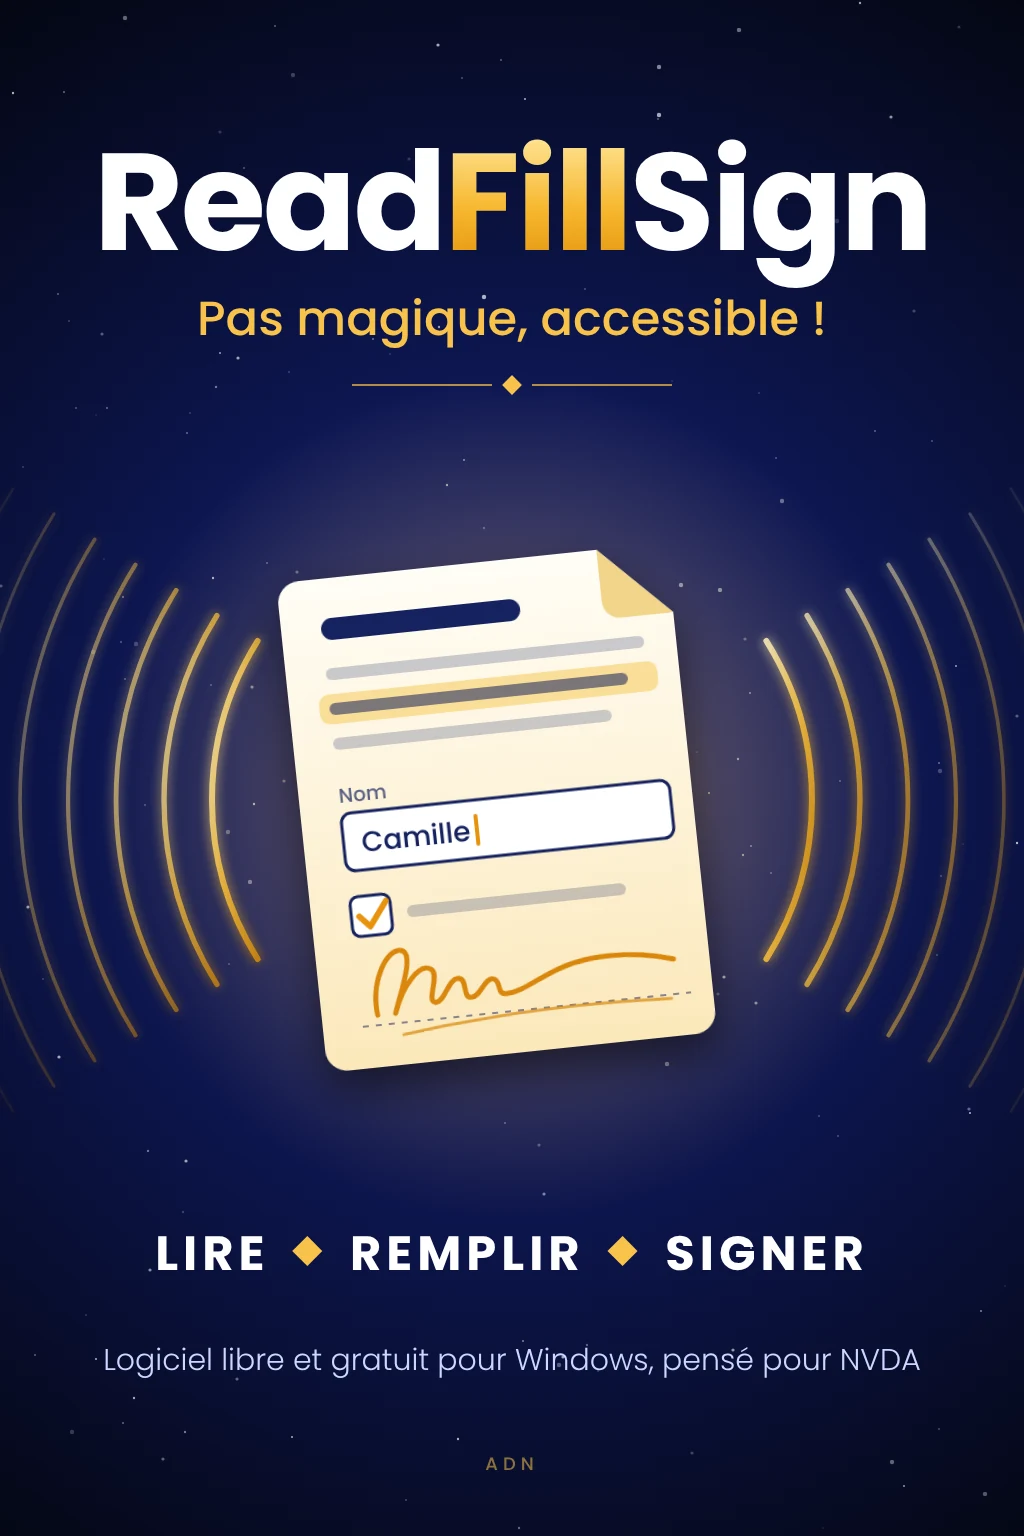 ReadFillSign
Pas magique, accessible !
Nom
Camille
LIRE ◆ REMPLIR ◆ SIGNER
Logiciel libre et gratuit pour Windows, pensé pour NVDA
ADN